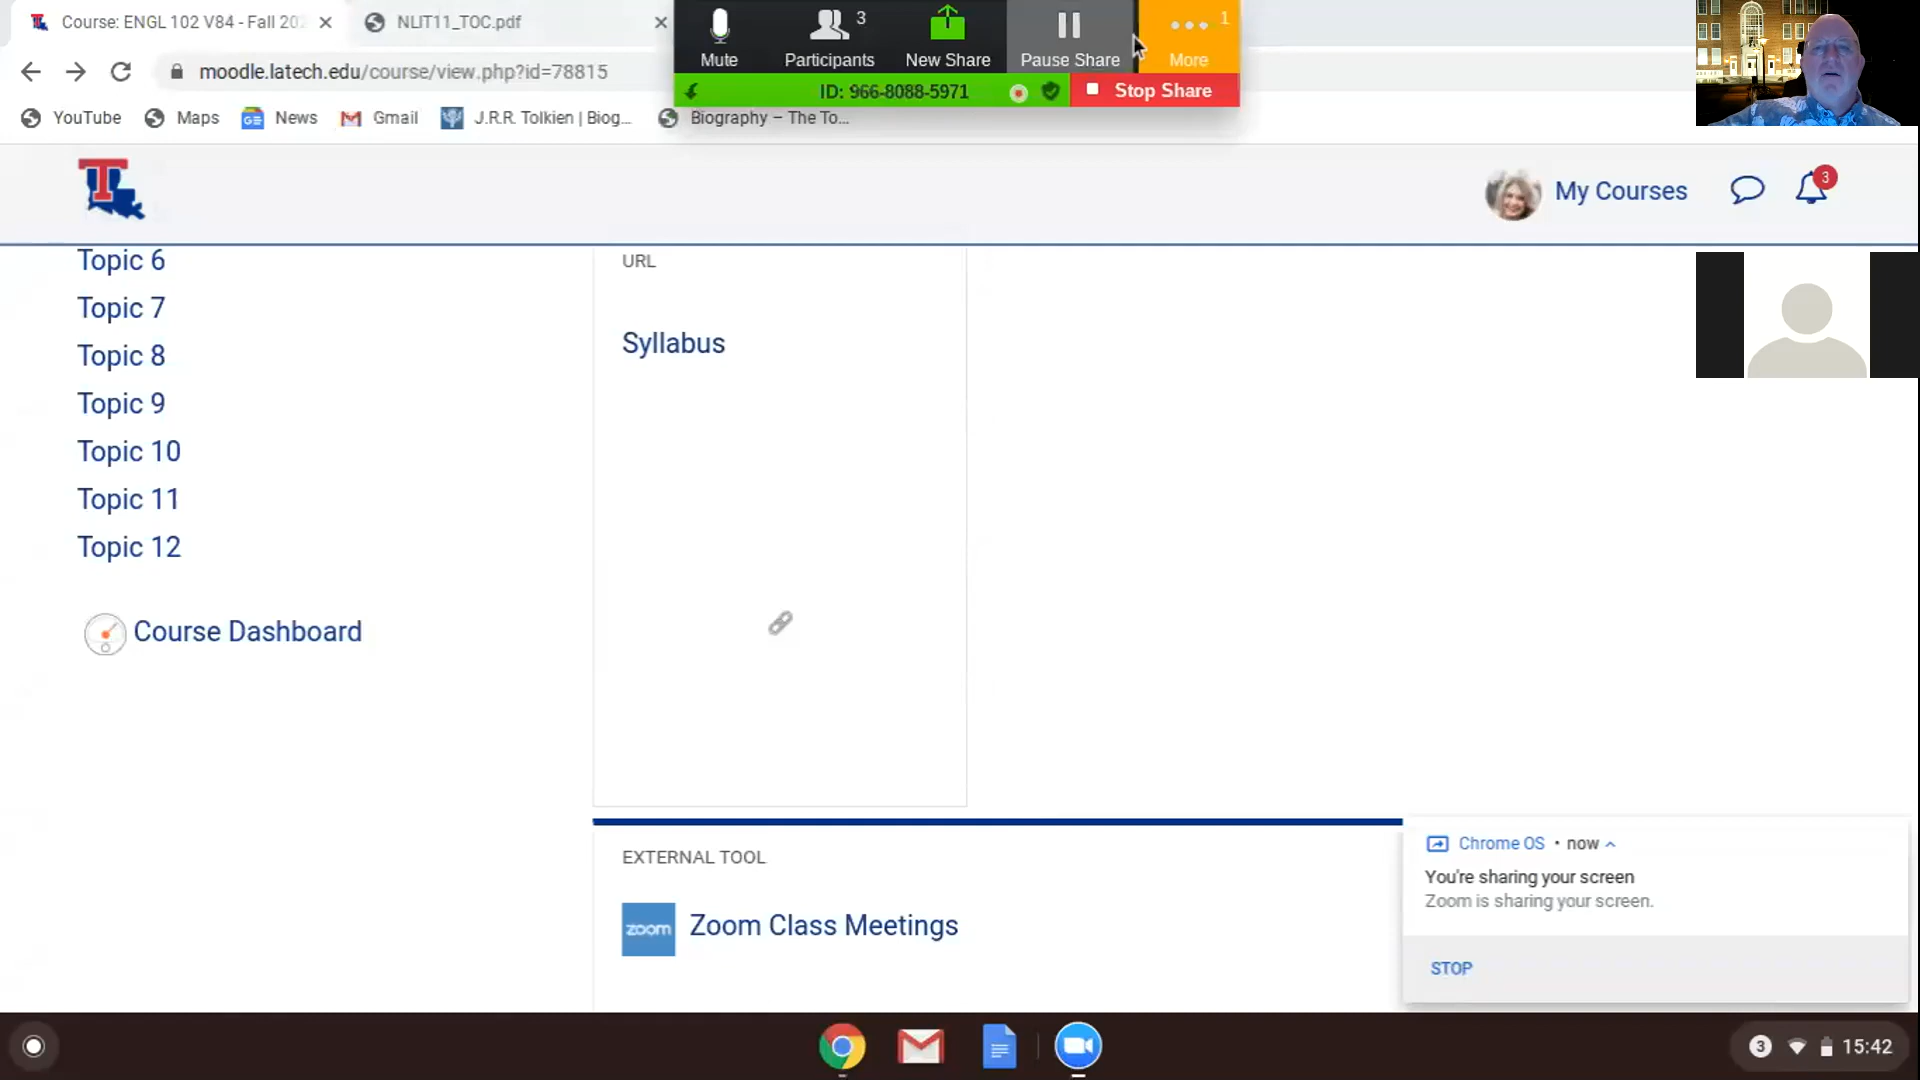 Course: ENGL 102 V84 - Fall 20
NLIT11_TOC.pdf
Mute
Participants
3
New Share
Pause Share
More
1
ID: 966-8088-5971
Stop Share
moodle.latech.edu/course/view.php?id=78815
YouTube
Maps
News
Gmail
J.R.R. Tolkien | Biog...
Biography – The To...
My Courses
3
Topic 6
Topic 7
Topic 8
Topic 9
Topic 10
Topic 11
Topic 12
Course Dashboard
URL
Syllabus
EXTERNAL TOOL
zoom
Zoom Class Meetings
Chrome OS • now
You're sharing your screen
Zoom is sharing your screen.
STOP
3
15:42